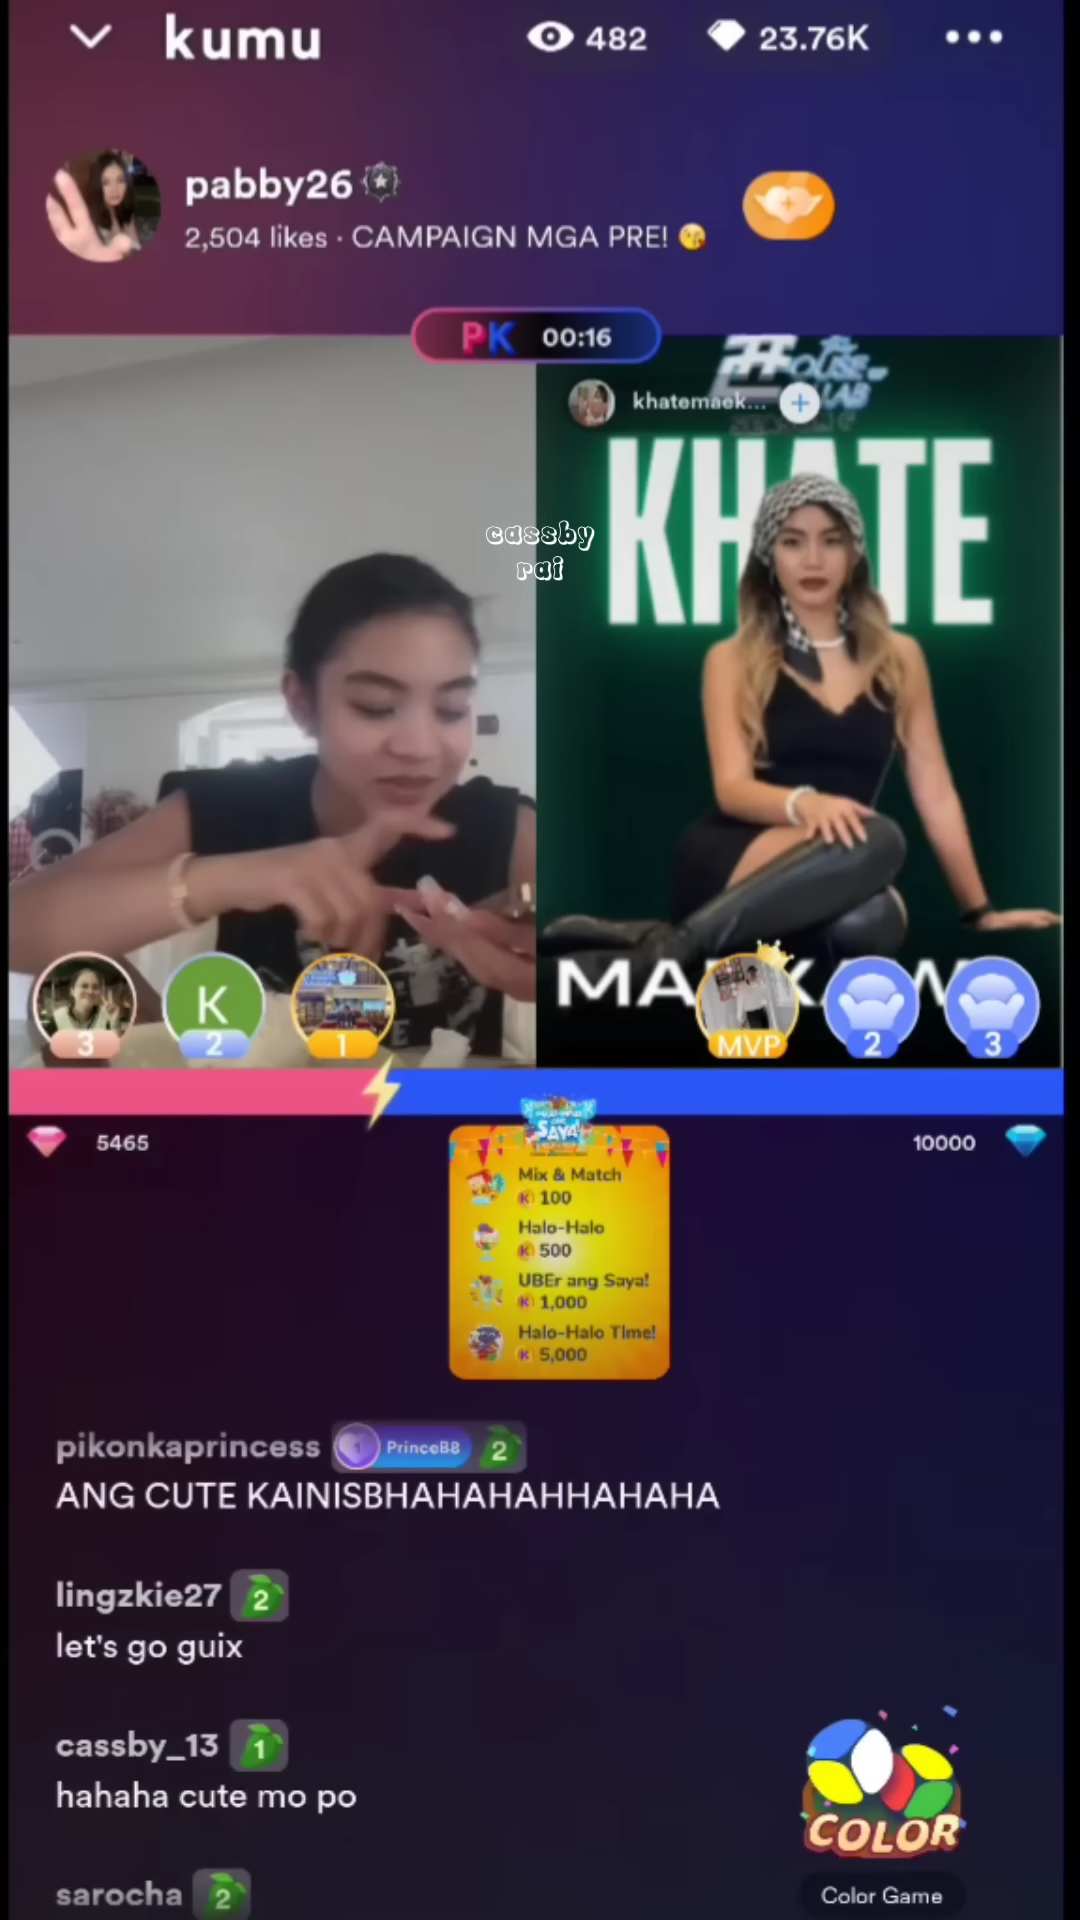 kumu
482
23.76K
pabby26
2,504 likes · CAMPAIGN MGA PRE! 😘
PK 00:16
khatemaek...
KHATE
cassby
rai
3
K
2
1
MVP
2
3
5465
10000
SAYA!
Mix & Match
K 100
Halo-Halo
K 500
UBEr ang Saya!
K 1,000
Halo-Halo Time!
K 5,000
pikonkaprincess 1 PrinceB8 2
ANG CUTE KAINISBHAHAHAHHAHAHA
lingzkie27 2
let's go guix
cassby_13 1
hahaha cute mo po
sarocha 2
COLOR
Color Game